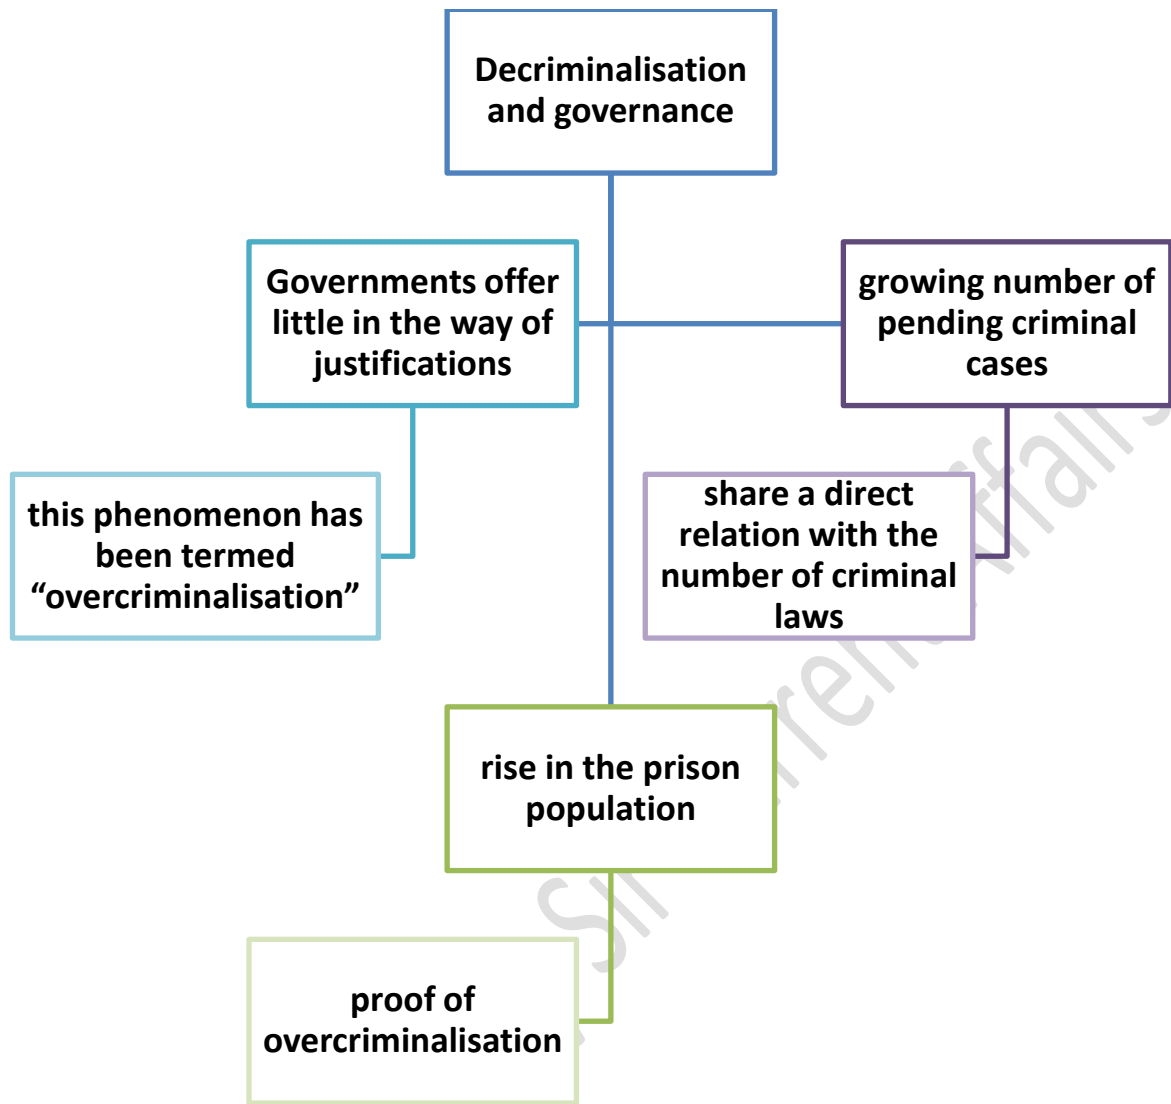 Decriminalisation
and governance
Governments offer
little in the way of
justifications
growing number of
pending criminal
cases
this phenomenon has
been termed
“overcriminalisation”
share a direct
relation with the
number of criminal
laws
rise in the prison
population
proof of
overcriminalisation